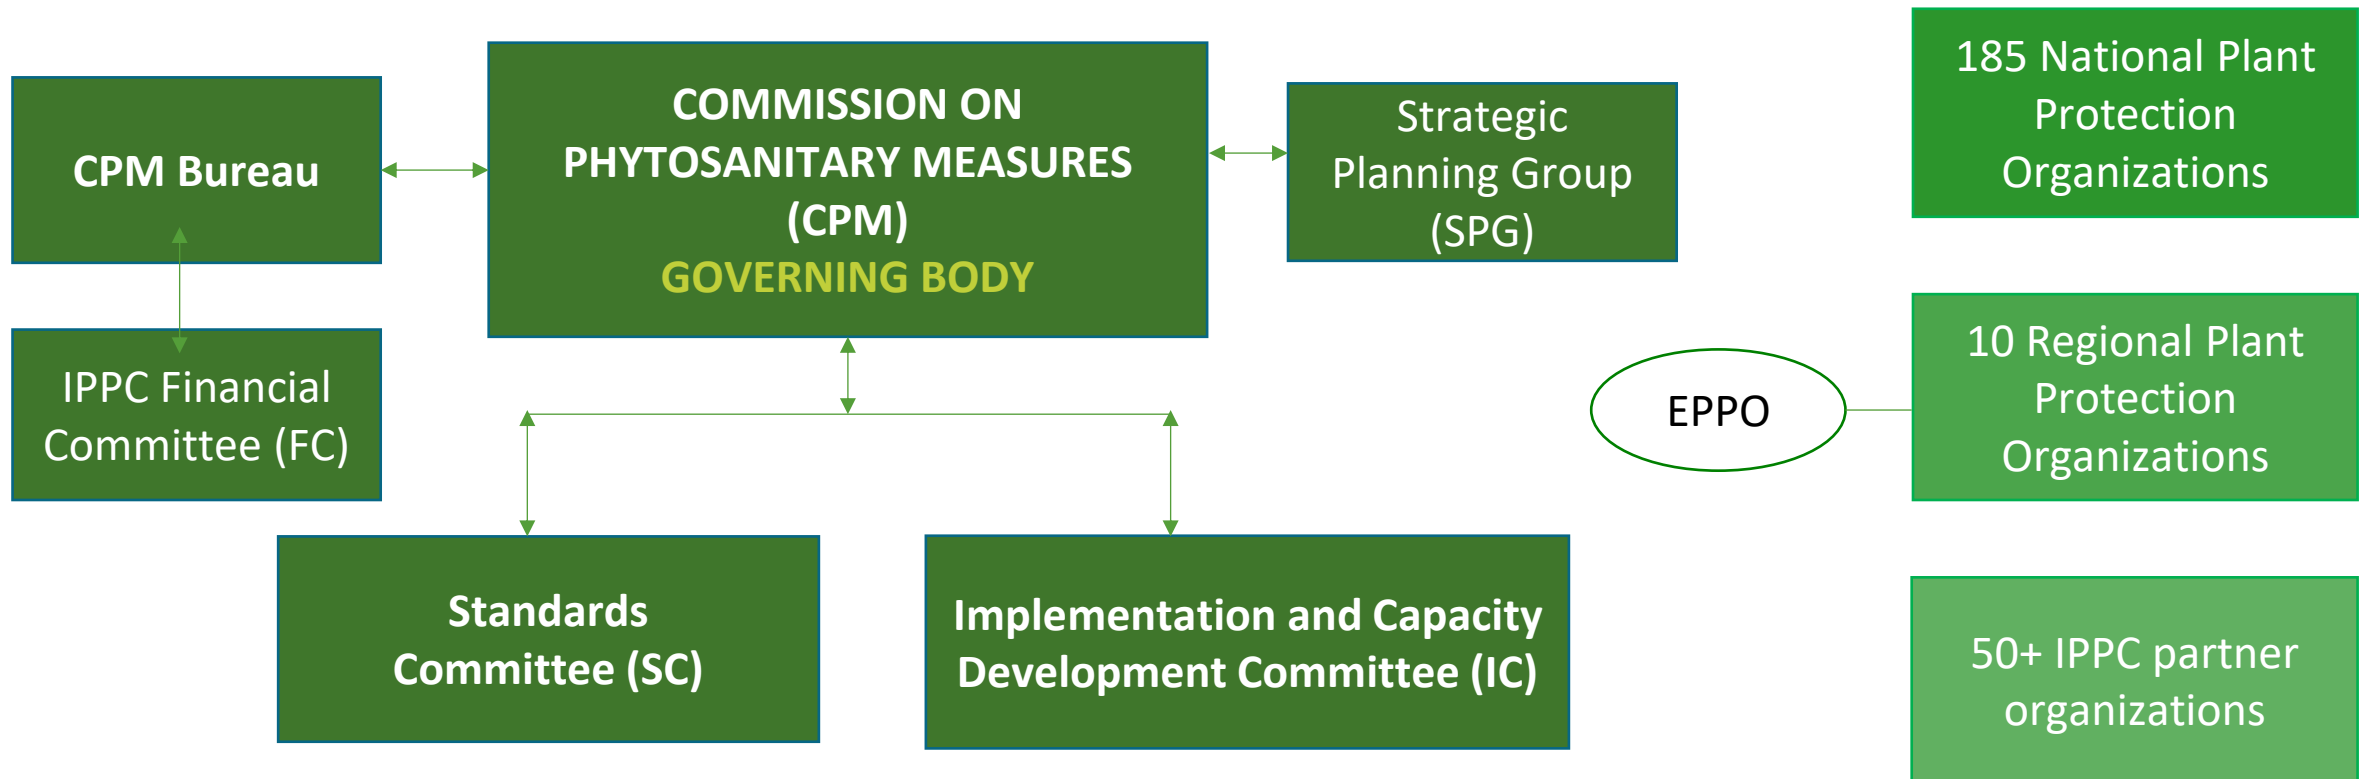 CPM Bureau
COMMISSION ON
PHYTOSANITARY MEASURES
(CPM)
GOVERNING BODY
Strategic
Planning Group
(SPG)
185 National Plant
Protection
Organizations
IPPC Financial
Committee (FC)
EPPO
10 Regional Plant
Protection
Organizations
Standards
Committee (SC)
Implementation and Capacity
Development Committee (IC)
50+ IPPC partner
organizations